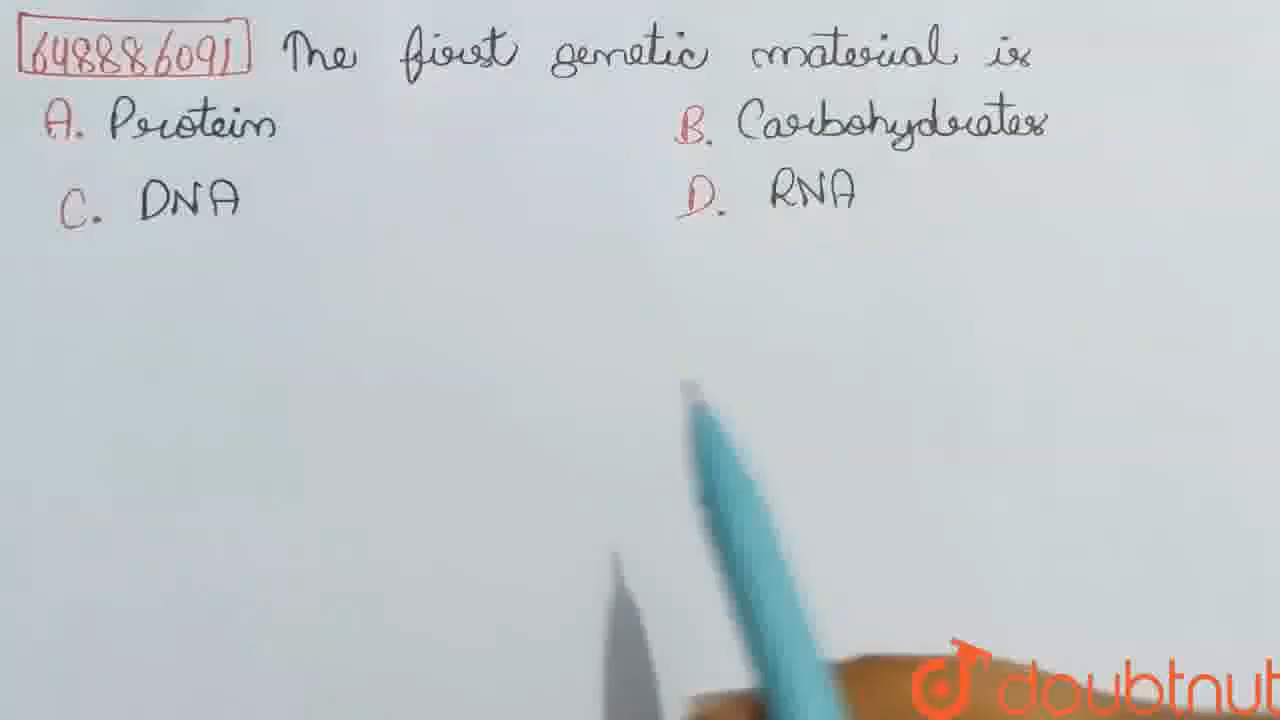 648886091 The first genetic material is
A. Protein B. Carbohydrates
C. DNA D. RNA
doubtnut